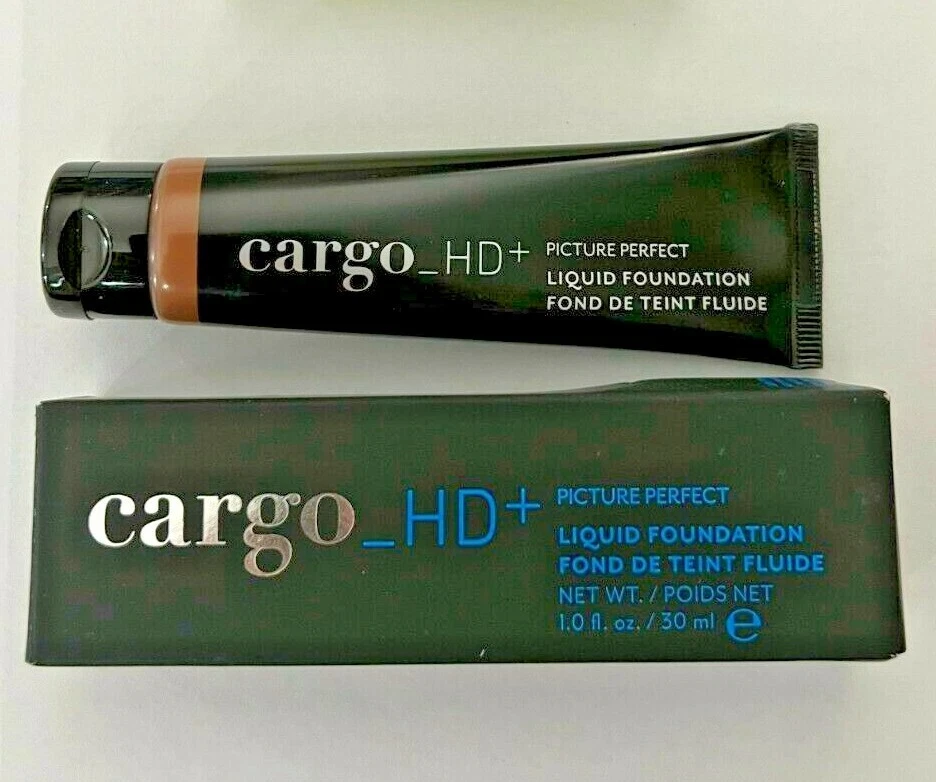 cargo_HD+ PICTURE PERFECT
LIQUID FOUNDATION
FOND DE TEINT FLUIDE
cargo_HD+ PICTURE PERFECT
LIQUID FOUNDATION
FOND DE TEINT FLUIDE
NET WT. / POIDS NET
1.0 fl. oz. / 30 ml e